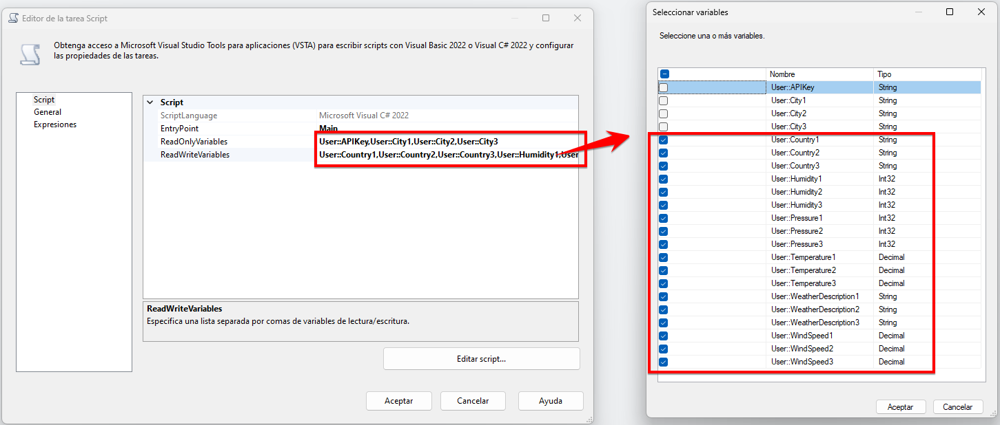 Editor de la tarea Script
Obtenga acceso a Microsoft Visual Studio Tools para aplicaciones (VSTA) para escribir scripts con Visual Basic 2022 o Visual C# 2022 y configurar
las propiedades de las tareas.
Script
General
Expresiones
Script
ScriptLanguage Microsoft Visual C# 2022
EntryPoint Main
ReadOnlyVariables User::APIKey,User::City1,User::City2,User::City3
ReadWriteVariables User::Country1,User::Country2,User::Country3,User::Humidity1,User
ReadWriteVariables
Especifica una lista separada por comas de variables de lectura/escritura.
Editar script...
Aceptar Cancelar Ayuda
Seleccionar variables
Seleccione una o más variables.
Nombre Tipo
User::APIKey String
User::City1 String
User::City2 String
User::City3 String
User::Country1 String
User::Country2 String
User::Country3 String
User::Humidity1 Int32
User::Humidity2 Int32
User::Humidity3 Int32
User::Pressure1 Int32
User::Pressure2 Int32
User::Pressure3 Int32
User::Temperature1 Decimal
User::Temperature2 Decimal
User::Temperature3 Decimal
User::WeatherDescription1 String
User::WeatherDescription2 String
User::WeatherDescription3 String
User::WindSpeed1 Decimal
User::WindSpeed2 Decimal
User::WindSpeed3 Decimal
Aceptar Cancelar